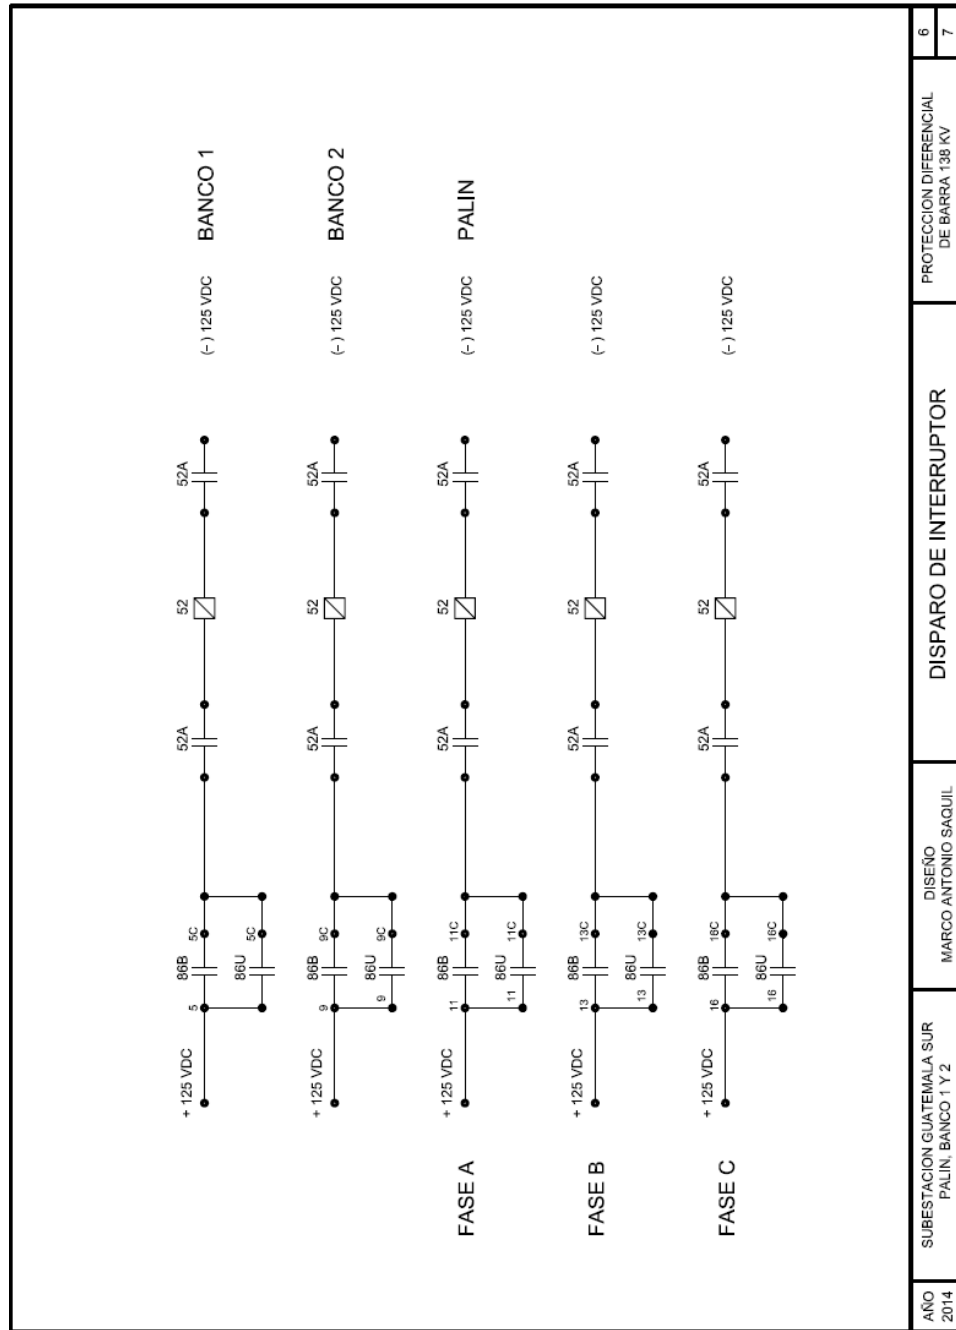 + 125 VDC
5
86B
5C
52A
52
52A
(- ) 125 VDC
BANCO 1
86U
5C
+ 125 VDC
9
86B
9C
52A
52
52A
(- ) 125 VDC
BANCO 2
9
86U
9C
FASE A
+ 125 VDC
11
86B
11C
52A
52
52A
(- ) 125 VDC
PALIN
11
86U
11C
FASE B
+ 125 VDC
13
86B
13C
52A
52
52A
(- ) 125 VDC
13
86U
13C
FASE C
+ 125 VDC
16
86B
16C
52A
52
52A
(- ) 125 VDC
16
86U
16C
AÑO
2014
SUBESTACION GUATEMALA SUR
PALIN, BANCO 1 Y 2
DISEÑO
MARCO ANTONIO SAQUIL
DISPARO DE INTERRUPTOR
PROTECCION DIFERENCIAL
DE BARRA 138 KV
6
7